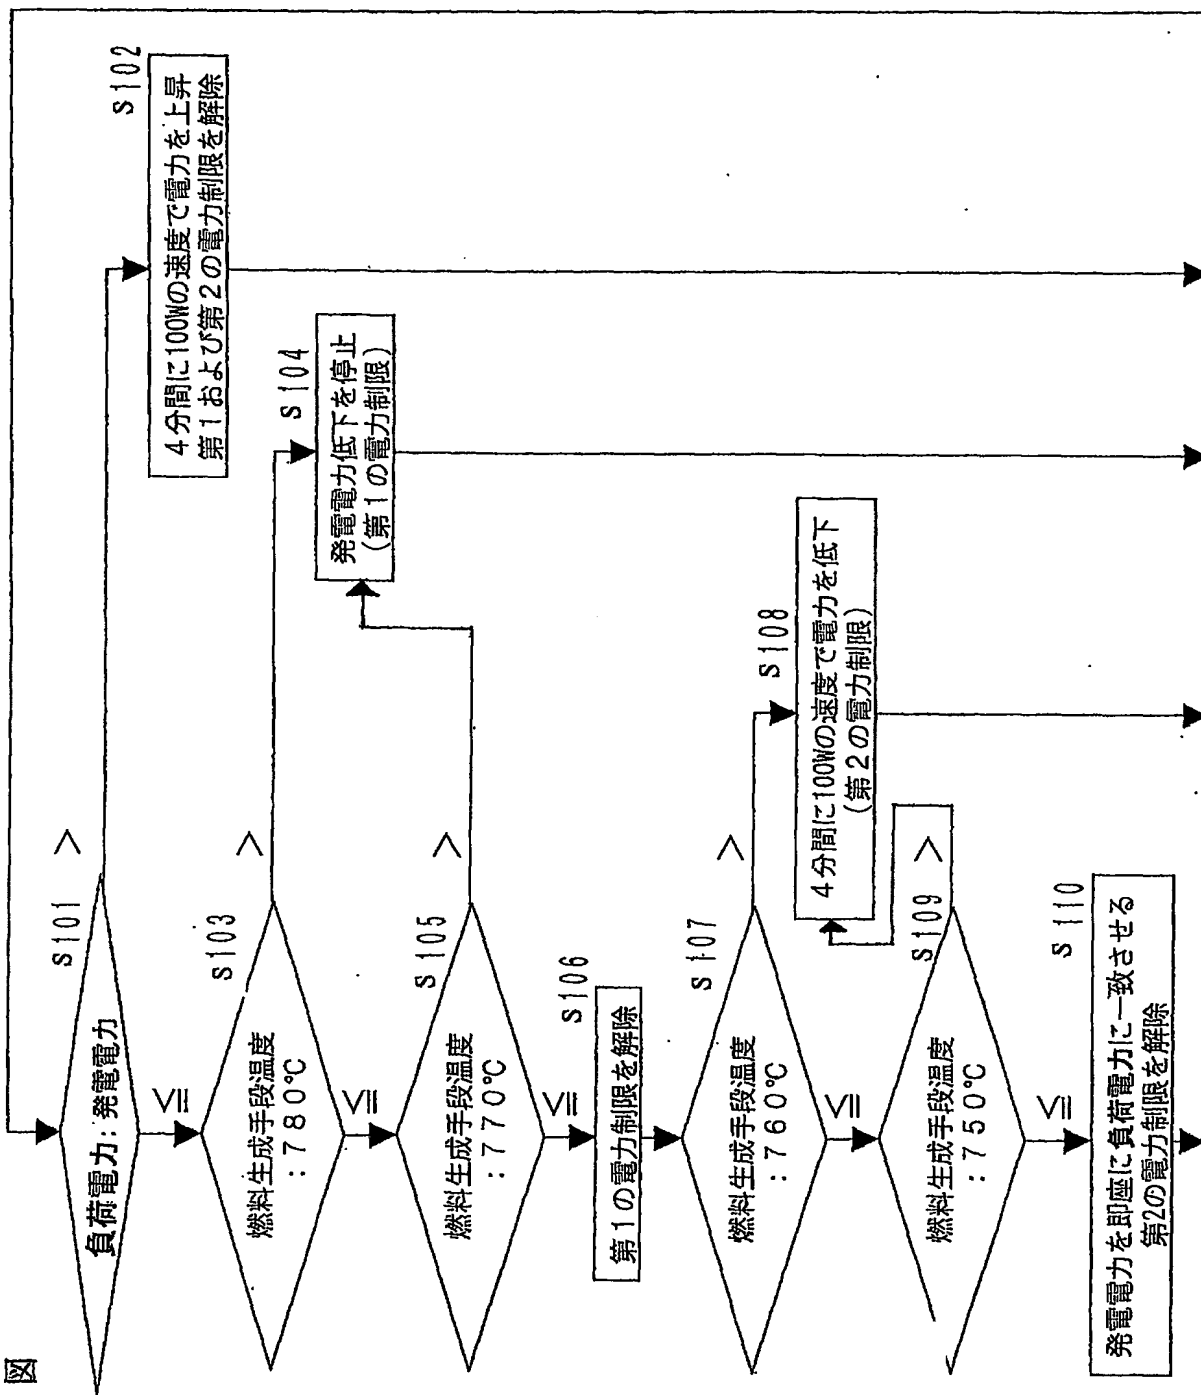 図
s101
負荷電力：発電電力
>
≦
s102
4分間に100Wの速度で電力を上昇
第1および第2の電力制限を解除
s103
燃料生成手段温度
：780℃
>
≦
s104
発電電力低下を停止
(第1の電力制限)
s105
燃料生成手段温度
：770℃
>
≦
s106
第1の電力制限を解除
s107
燃料生成手段温度
：760℃
>
≦
s108
4分間に100Wの速度で電力を低下
(第2の電力制限)
s109
燃料生成手段温度
：750℃
>
≦
s110
発電電力を即座に負荷電力に一致させる
第2の電力制限を解除